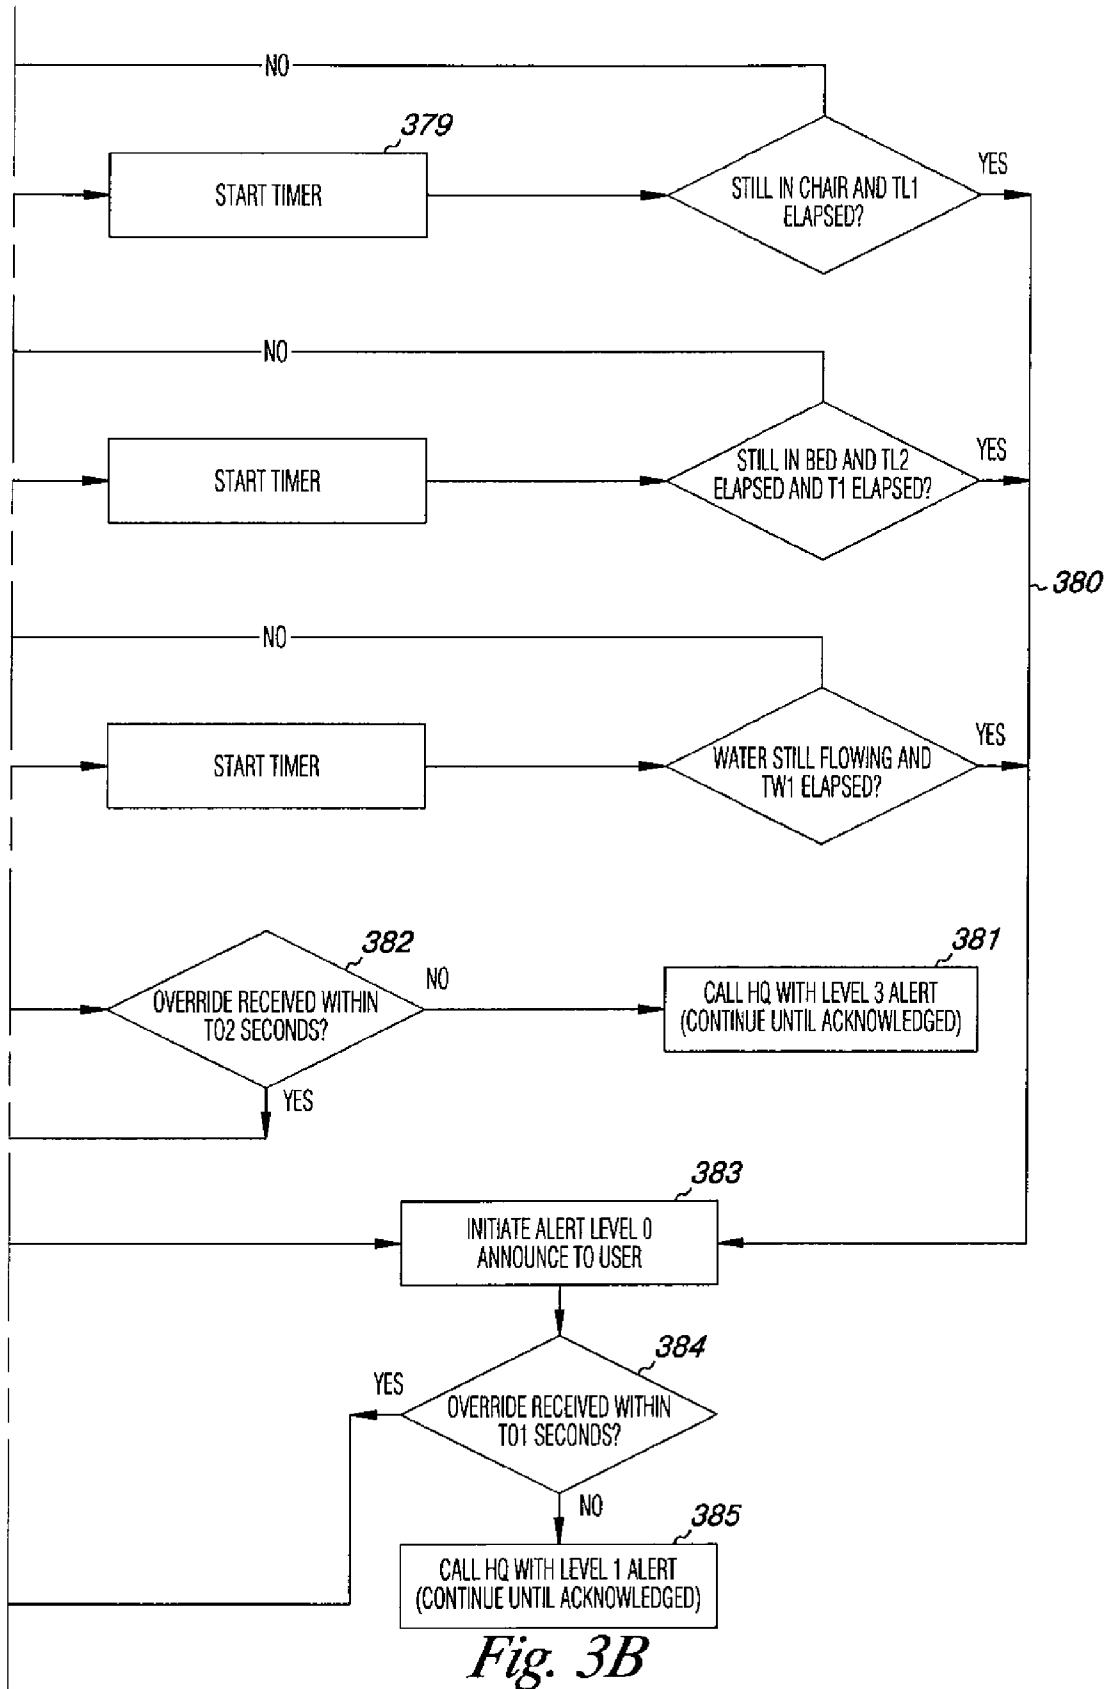 NO
379
START TIMER
STILL IN CHAIR AND TL1
ELAPSED?
YES
NO
START TIMER
STILL IN BED AND TL2
ELAPSED AND T1 ELAPSED?
YES
380
NO
START TIMER
WATER STILL FLOWING AND
TW1 ELAPSED?
YES
382
OVERRIDE RECEIVED WITHIN
TO2 SECONDS?
NO
YES
381
CALL HQ WITH LEVEL 3 ALERT
(CONTINUE UNTIL ACKNOWLEDGED)
383
INITIATE ALERT LEVEL 0
ANNOUNCE TO USER
384
YES
OVERRIDE RECEIVED WITHIN
TO1 SECONDS?
NO
385
CALL HQ WITH LEVEL 1 ALERT
(CONTINUE UNTIL ACKNOWLEDGED)
Fig. 3B